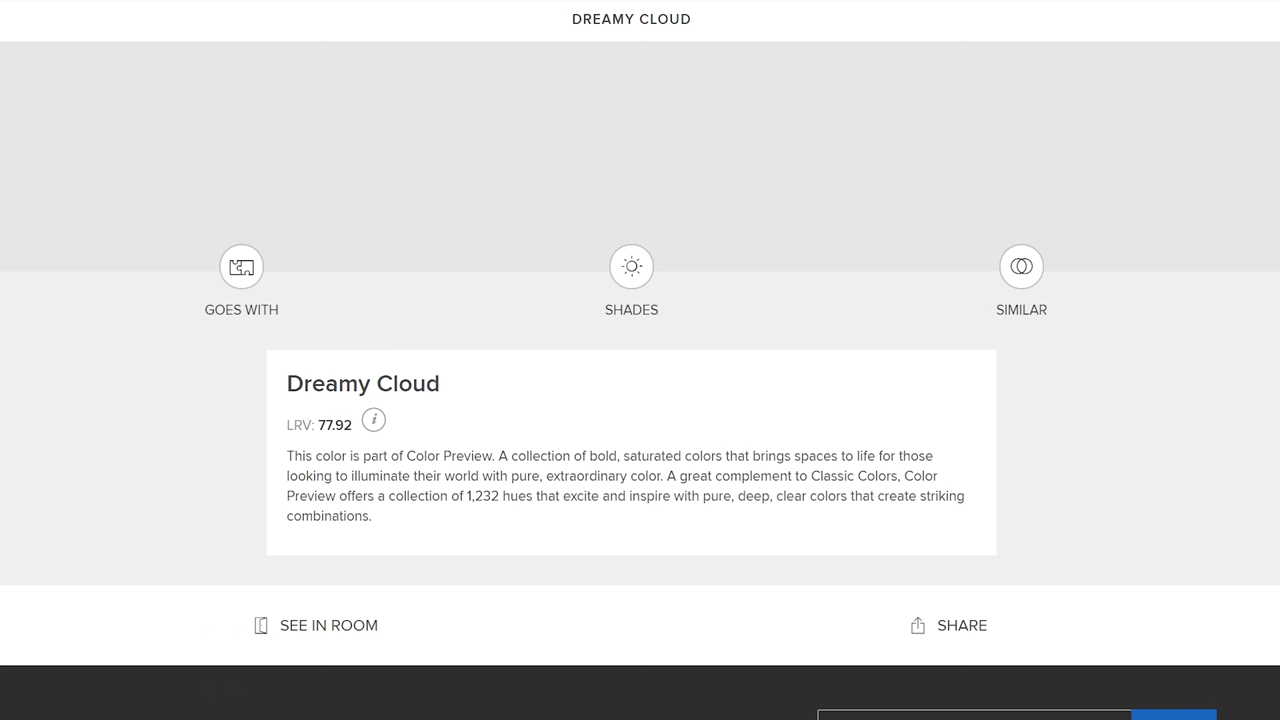 DREAMY CLOUD
GOES WITH
SHADES
SIMILAR
Dreamy Cloud
LRV: 77.92 i
This color is part of Color Preview. A collection of bold, saturated colors that brings spaces to life for those
looking to illuminate their world with pure, extraordinary color. A great complement to Classic Colors, Color
Preview offers a collection of 1,232 hues that excite and inspire with pure, deep, clear colors that create striking
combinations.
SEE IN ROOM
SHARE